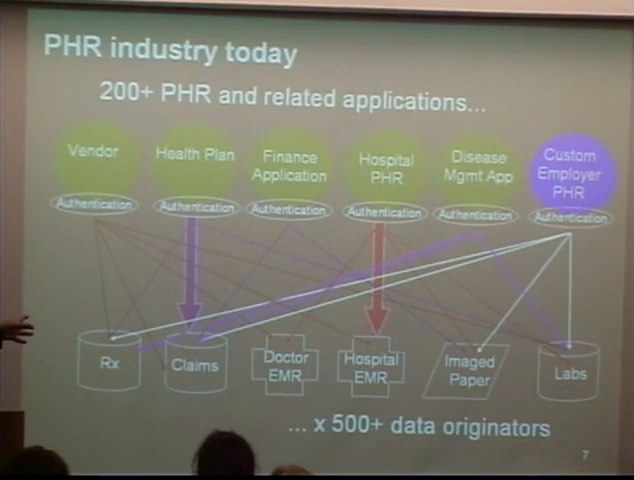 PHR industry today
200+ PHR and related applications...
Vendor
Health Plan
Finance
Application
Hospital
PHR
Disease
Mgmt App
Custom
Employer
PHR
Authentication
Authentication
Authentication
Authentication
Authentication
Authentication
Rx
Claims
Doctor
EMR
Hospital
EMR
Imaged
Paper
Labs
... x 500+ data originators
7